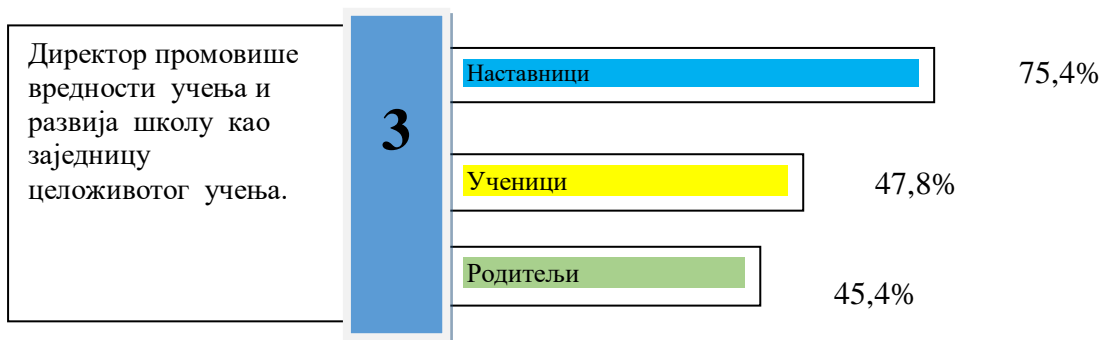 Директор промовише
вредности учења и
развија школу као
заједницу
целоживотог учења.
3
Наставници
75,4%
Ученици
47,8%
Родитељи
45,4%